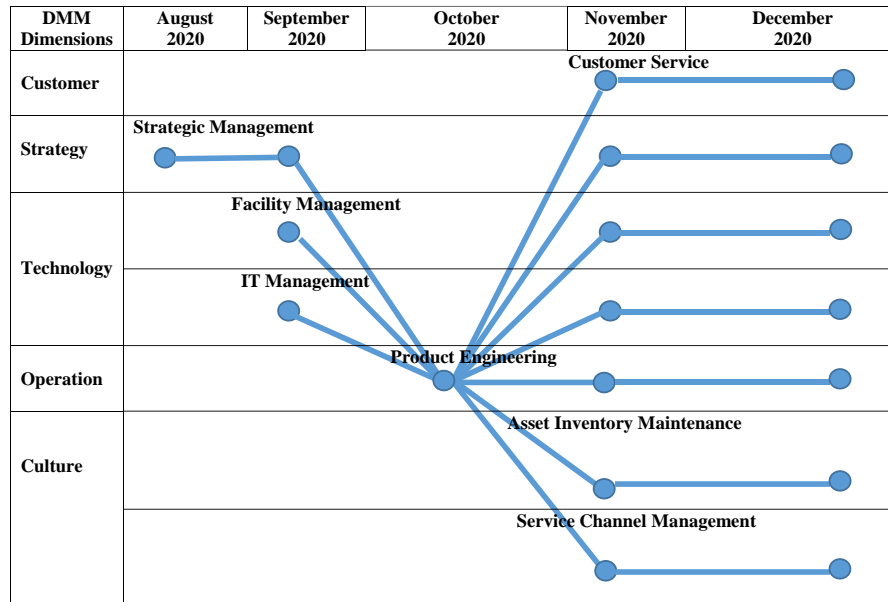 DMM
Dimensions
August
2020
September
2020
October
2020
November
2020
December
2020
Customer
Customer Service
Strategy
Strategic Management
Technology
Facility Management
IT Management
Operation
Product Engineering
Culture
Asset Inventory Maintenance
Service Channel Management